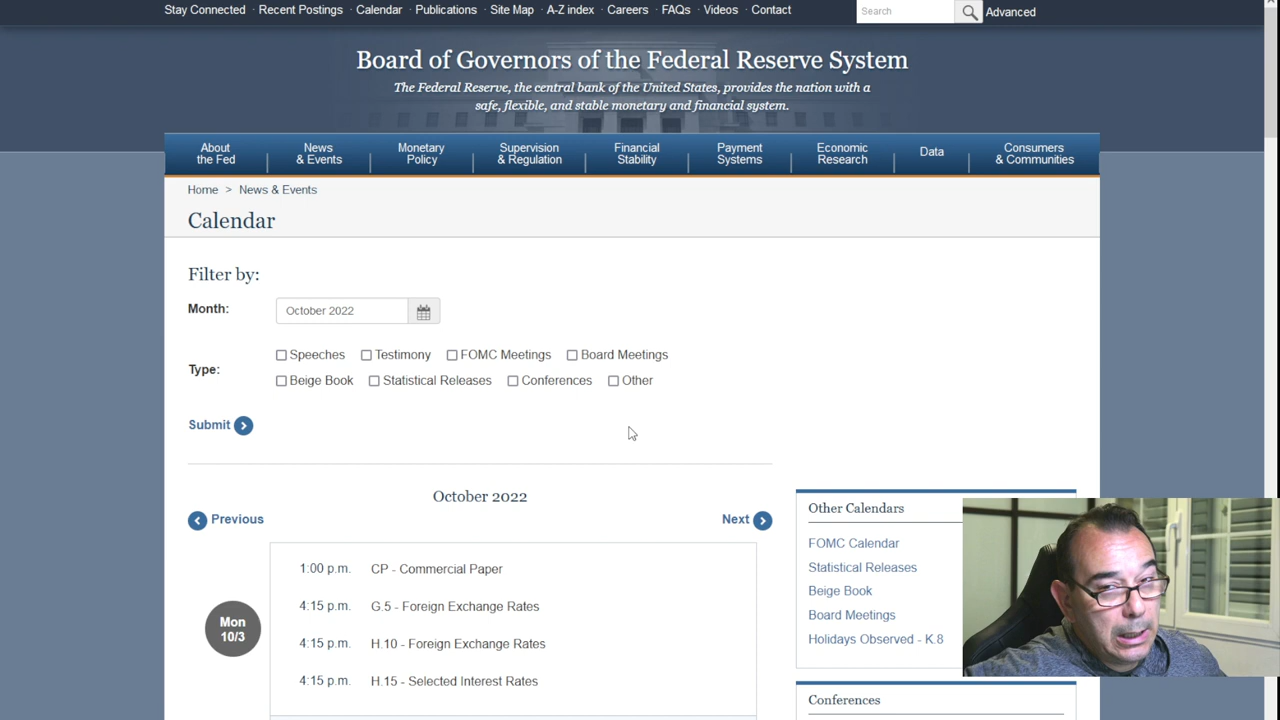 Stay Connected · Recent Postings · Calendar · Publications · Site Map · A-Z index · Careers · FAQs · Videos · Contact
Search
Advanced
Board of Governors of the Federal Reserve System
The Federal Reserve, the central bank of the United States, provides the nation with a
safe, flexible, and stable monetary and financial system.
About
the Fed
News
& Events
Monetary
Policy
Supervision
& Regulation
Financial
Stability
Payment
Systems
Economic
Research
Data
Consumers
& Communities
Home > News & Events
Calendar
Filter by:
Month: October 2022
Type:
Speeches Testimony FOMC Meetings Board Meetings
Beige Book Statistical Releases Conferences Other
Submit
October 2022
Previous
Next
Mon
10/3
1:00 p.m. CP - Commercial Paper
4:15 p.m. G.5 - Foreign Exchange Rates
4:15 p.m. H.10 - Foreign Exchange Rates
4:15 p.m. H.15 - Selected Interest Rates
Other Calendars
FOMC Calendar
Statistical Releases
Beige Book
Board Meetings
Holidays Observed - K.8
Conferences